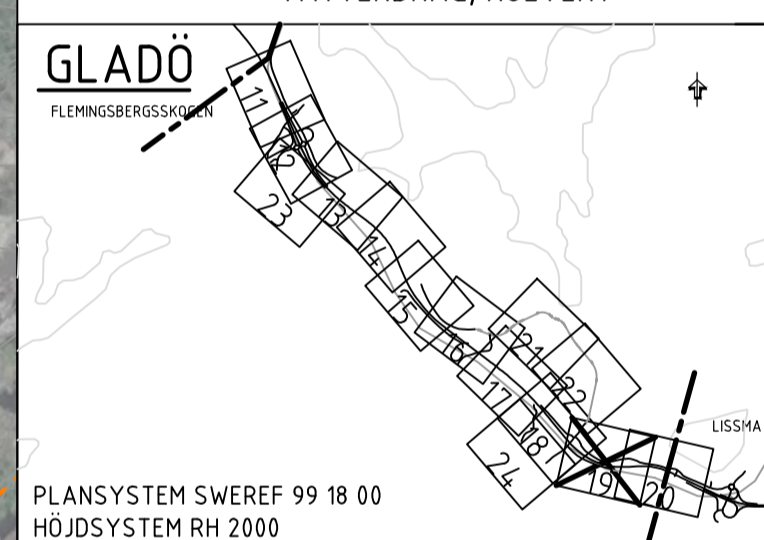 GLADÖ
FLEMINGSBERGSSKOGEN
11
12
23
13
14
15
16
21
17
22
18
24
19
20
LISSMA
PLANSYSTEM SWEREF 99 18 00
HÖJDSYSTEM RH 2000